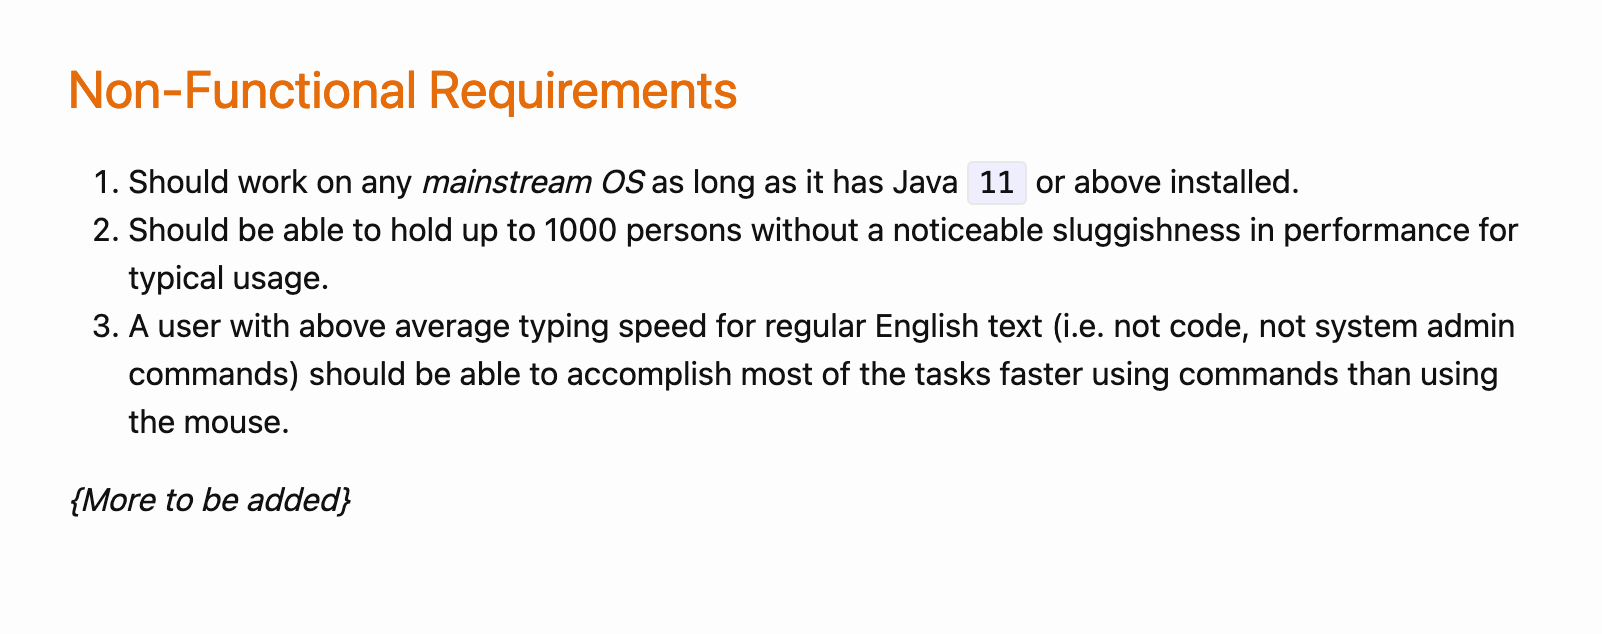 Non-Functional Requirements
1. Should work on any mainstream OS as long as it has Java 11 or above installed.
2. Should be able to hold up to 1000 persons without a noticeable sluggishness in performance for
typical usage.
3. A user with above average typing speed for regular English text (i.e. not code, not system admin
commands) should be able to accomplish most of the tasks faster using commands than using
the mouse.
{More to be added}